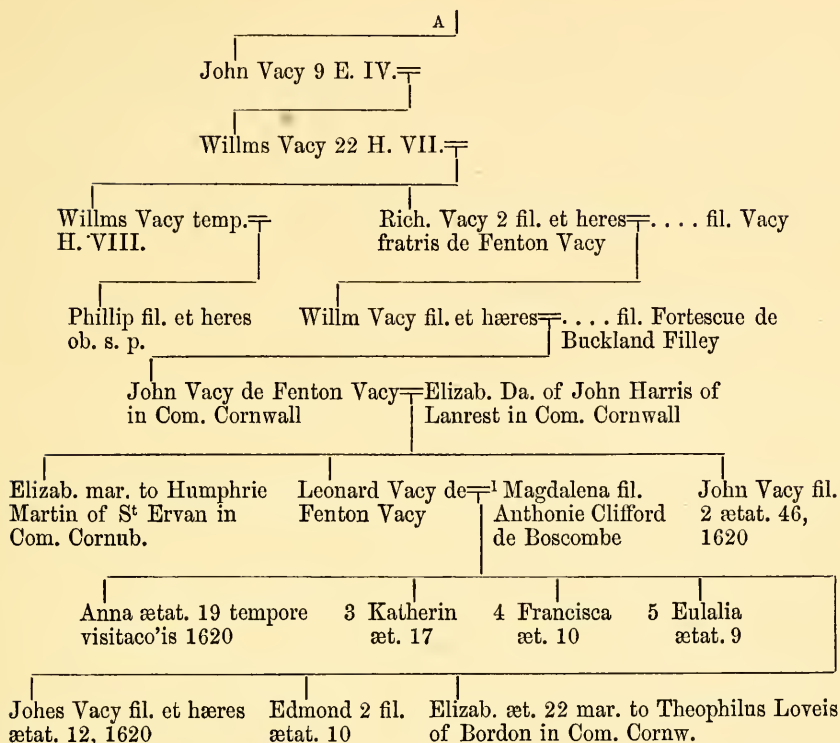 A
John Vacy 9 E. IV.
Willms Vacy 22 H. VII.
Willms Vacy temp.
H. VIII.
Rich. Vacy 2 fil. et heres
fratris de Fenton Vacy
. . . . fil. Vacy
Phillip fil. et heres
ob. s. p.
Willm Vacy fil. et hæres
. . . . fil. Fortescue de
Buckland Filley
John Vacy de Fenton Vacy
in Com. Cornwall
Elizab. Da. of John Harris of
Lanrest in Com. Cornwall
Elizab. mar. to Humphrie
Martin of Sᵗ Ervan in
Com. Cornub.
Leonard Vacy de
Fenton Vacy
¹ Magdalena fil.
Anthonie Clifford
de Boscombe
John Vacy fil.
2 ætat. 46,
1620
Anna ætat. 19 tempore
visitaco'is 1620
3 Katherin
æt. 17
4 Francisca
æt. 10
5 Eulalia
ætat. 9
Johes Vacy fil. et hæres
ætat. 12, 1620
Edmond 2 fil.
ætat. 10
Elizab. æt. 22 mar. to Theophilus Loveis
of Bordon in Com. Cornw.